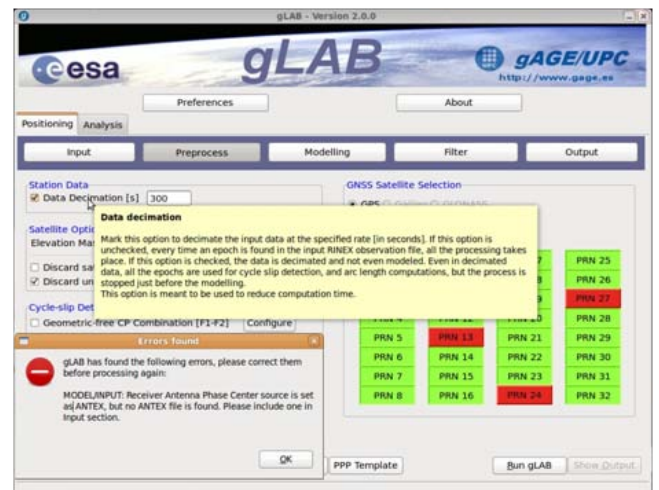 gLAB - Version 2.0.0
esa
gLAB
gAGE/UPC
http://www.gage.es
Preferences
About
Positioning
Analysis
Input
Preprocess
Modelling
Filter
Output
Station Data
Data Decimation [s]
300
GNSS Satellite Selection
GPS
Satellite Optio
Elevation Mas
Discard sa
Discard un
Data decimation
Mark this option to decimate the input data at the specified rate [in seconds]. If this option is
unchecked, every time an epoch is found in the input RINEX observation file, all the processing takes
place. If this option is checked, the data is decimated and not even modeled. Even in decimated
data, all the epochs are used for cycle slip detection, and arc length computations, but the process is
stopped just before the modelling.
This option is meant to be used to reduce computation time.
7
PRN 25
8
PRN 26
9
PRN 27
PRN 28
Cycle-slip Det
Geometric-free CP Combination [F1-F2]
Configure
PRN 5
PRN 13
PRN 21
PRN 29
PRN 6
PRN 14
PRN 22
PRN 30
PRN 7
PRN 15
PRN 23
PRN 31
PRN 8
PRN 16
PRN 24
PRN 32
Errors found
gLAB has found the following errors, please correct them
before processing again:
MODEL/INPUT: Receiver Antenna Phase Center source is set
as ANTEX, but no ANTEX file is found. Please include one in
Input section.
OK
PPP Template
Run gLAB
Show Output